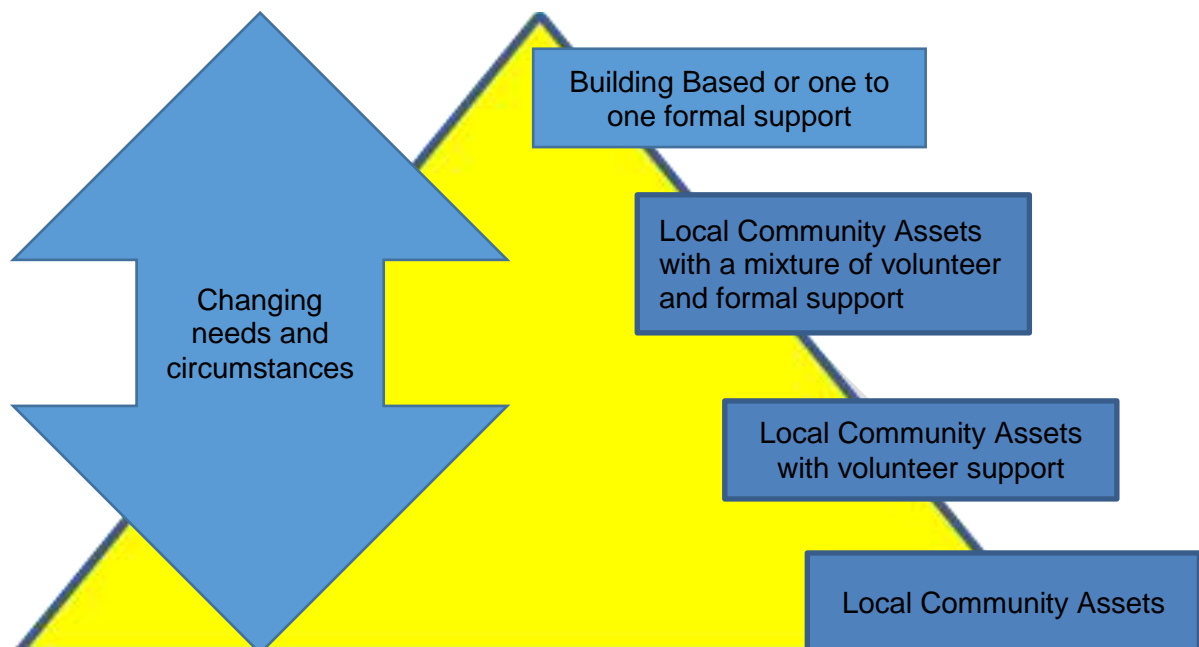 Building Based or one to
one formal support
Local Community Assets
with a mixture of volunteer
and formal support
Changing
needs and
circumstances
Local Community Assets
with volunteer support
Local Community Assets